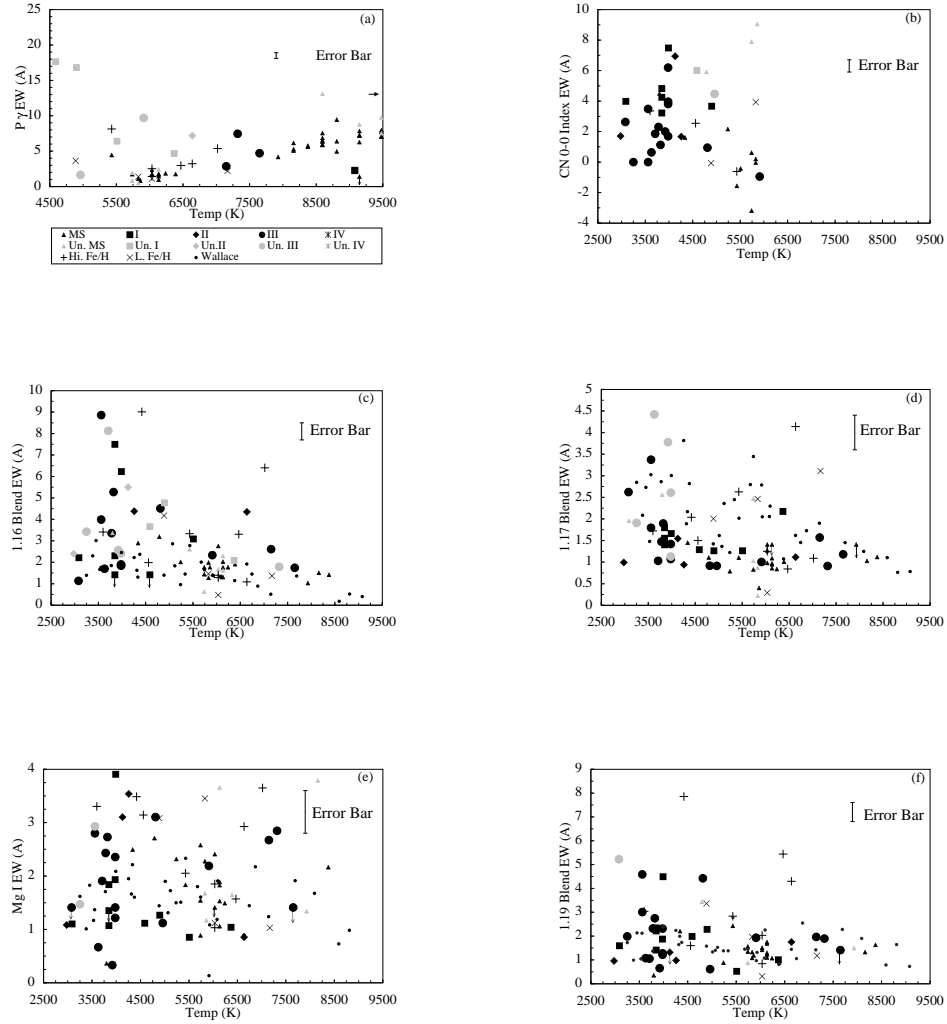 (a)
25
20
15
10
5
0
P γ EW (A)
Error Bar
4500 5500 6500 7500 8500 9500
Temp (K)
MS I II III IV
Un. MS Un. I Un.II Un. III Un. IV
Hi. Fe/H L. Fe/H Wallace
(b)
10
8
6
4
2
0
-2
-4
CN 0-0 Index EW (A)
Error Bar
2500 3500 4500 5500 6500 7500 8500 9500
Temp (K)
(c)
10
9
8
7
6
5
4
3
2
1
0
1.16 Blend EW (A)
Error Bar
2500 3500 4500 5500 6500 7500 8500 9500
Temp (K)
(d)
5
4.5
4
3.5
3
2.5
2
1.5
1
0.5
0
1.17 Blend EW (A)
Error Bar
2500 3500 4500 5500 6500 7500 8500 9500
Temp (K)
(e)
4
3
2
1
0
Mg I EW (A)
Error Bar
2500 3500 4500 5500 6500 7500 8500 9500
Temp (K)
(f)
9
8
7
6
5
4
3
2
1
0
1.19 Blend EW (A)
Error Bar
2500 3500 4500 5500 6500 7500 8500 9500
Temp (K)